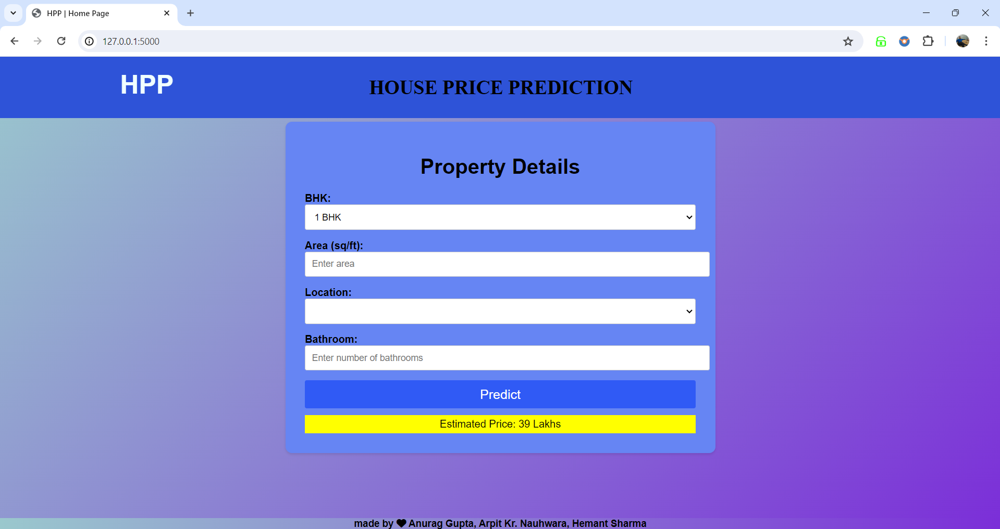 HPP | Home Page
127.0.0.1:5000
HPP
HOUSE PRICE PREDICTION
Property Details
BHK:
1 BHK
Area (sq/ft):
Enter area
Location:
Bathroom:
Enter number of bathrooms
Predict
Estimated Price: 39 Lakhs
made by ❤ Anurag Gupta, Arpit Kr. Nauhwara, Hemant Sharma